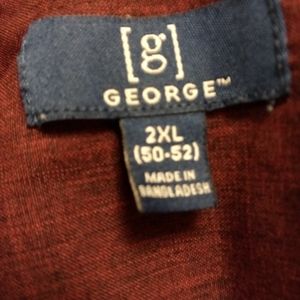 [g]
GEORGE™
2XL
(50-52)
MADE IN
BANGLADESH